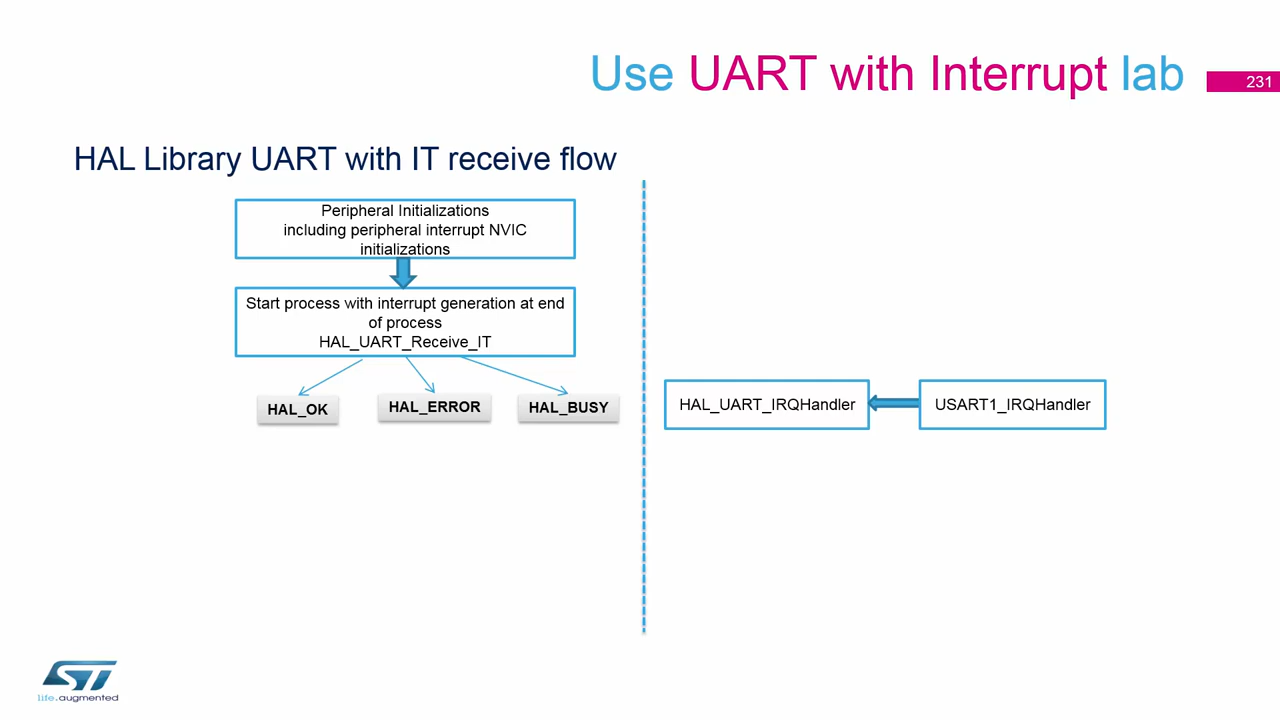 Use UART with Interrupt lab
231
HAL Library UART with IT receive flow
Peripheral Initializations
including peripheral interrupt NVIC
initializations
Start process with interrupt generation at end
of process
HAL_UART_Receive_IT
HAL_OK
HAL_ERROR
HAL_BUSY
HAL_UART_IRQHandler
USART1_IRQHandler
ST
life.augmented